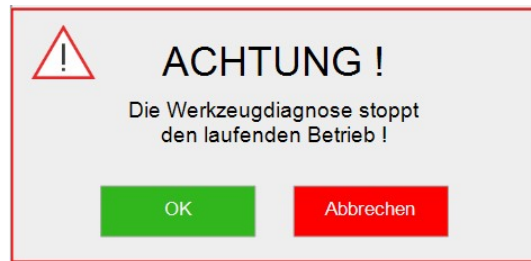 ACHTUNG !
Die Werkzeugdiagnose stoppt
den laufenden Betrieb !
OK
Abbrechen